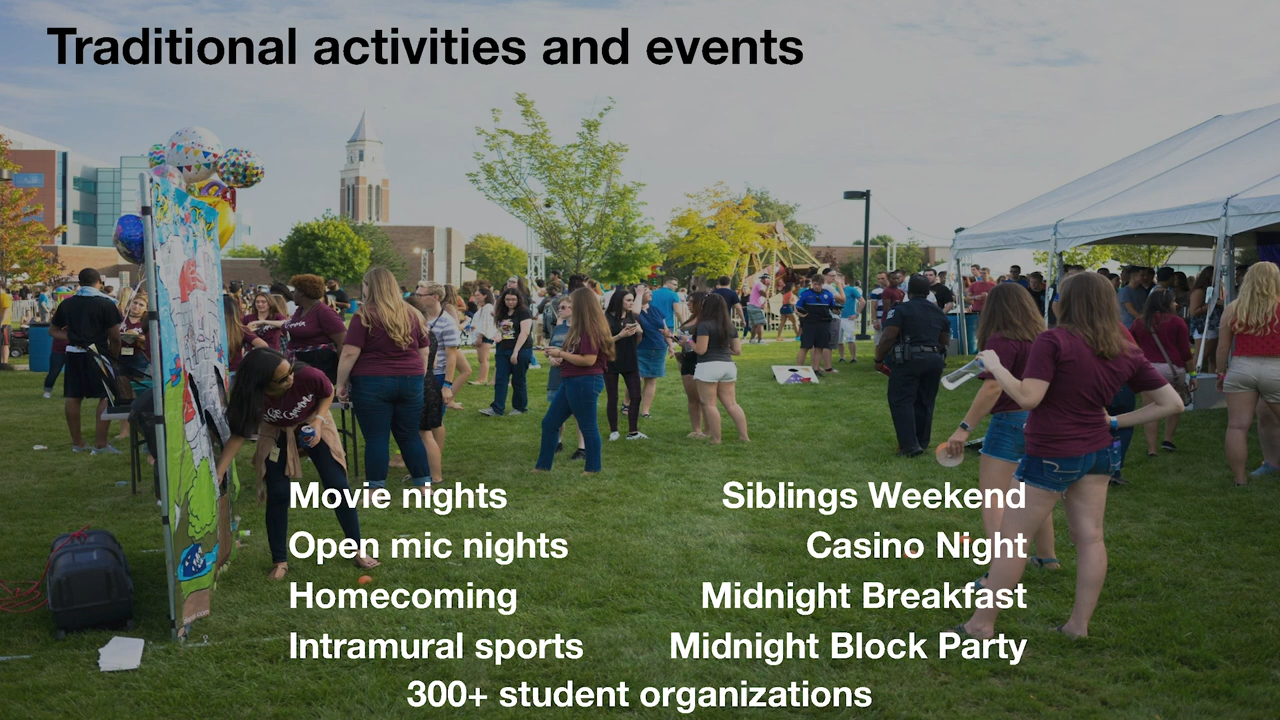 Traditional activities and events
Movie nights
Open mic nights
Homecoming
Intramural sports
Siblings Weekend
Casino Night
Midnight Breakfast
Midnight Block Party
300+ student organizations